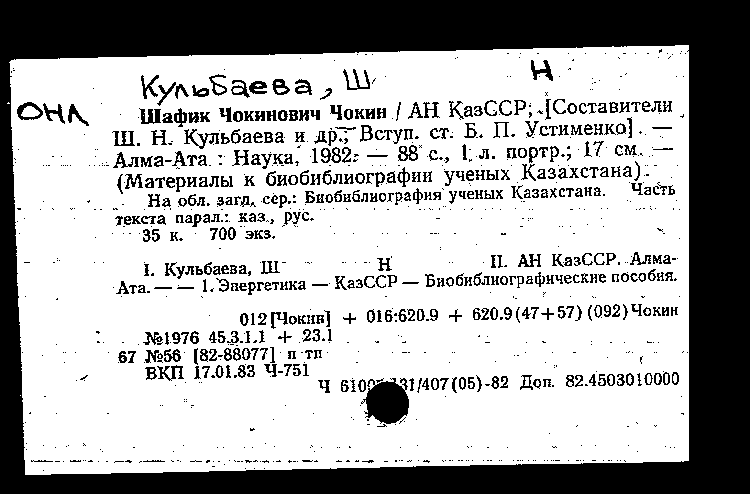 Кульбаева, Ш Н
ОНЛ
Шафик Чокинович Чокин / АН КазССР; [Составители
Ш. Н. Кульбаева и др.; Вступ. ст. Б. П. Устименко]. —
Алма-Ата : Наука, 1982. — 88 с., 1 л. портр.; 17 см. —
(Материалы к биобиблиографии ученых Казахстана).
На обл. загл. сер.: Биобиблиография ученых Казахстана. Часть
текста парал.: каз., рус.
35 к. 700 экз.
I. Кульбаева, Ш Н II. АН КазССР. Алма-
Ата. — — 1. Энергетика — КазССР — Биобиблиографические пособия.
012[Чокин] + 016:620.9 + 620.9(47+57)(092)Чокин
№1976 45.3.1.1 + 23.1
67 №56 [82-88077] п тп
ВКП 17.01.83 Ч-751
Ч /407(05)-82 Доп. 82.4503010000